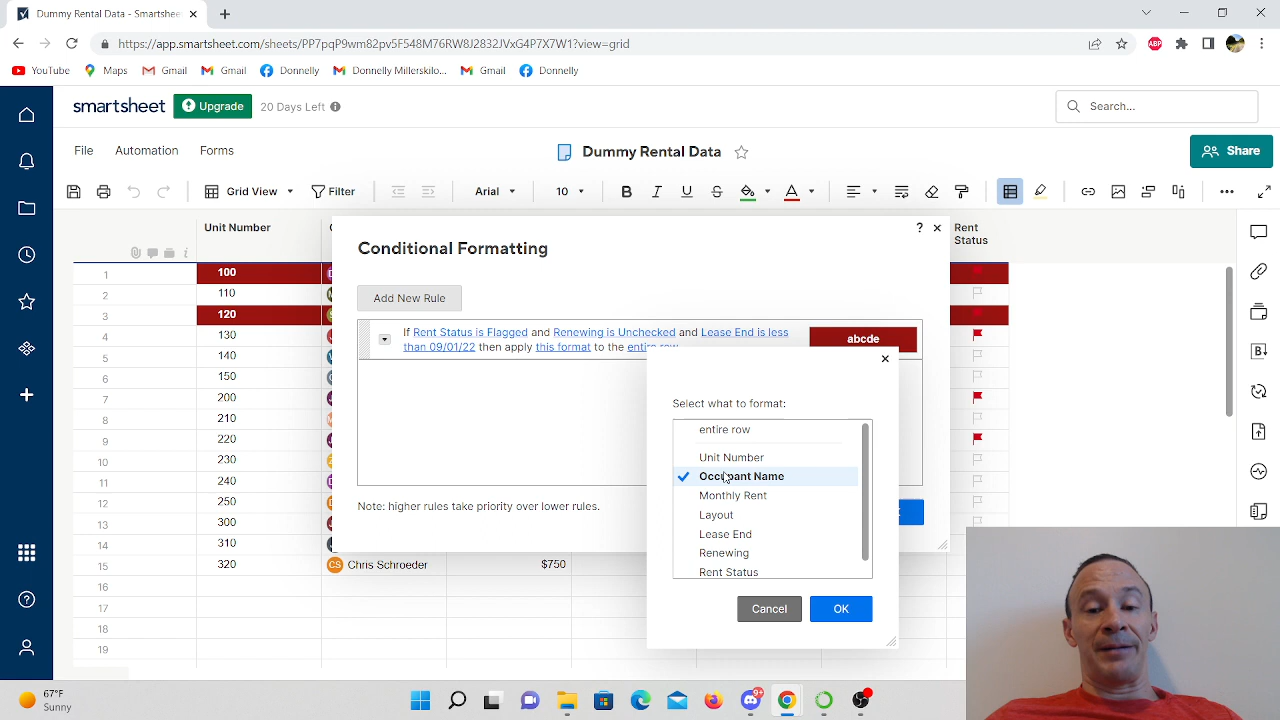 Dummy Rental Data - Smartshee
https://app.smartsheet.com/sheets/PP7pqP9wm82pv5F548M76RW8J2832JVxG4P2X7W1?view=grid
YouTube Maps Gmail Gmail Donnelly Donnelly Millerskilo... Gmail Donnelly
smartsheet Upgrade 20 Days Left Search...
File Automation Forms Dummy Rental Data Share
Grid View Filter Arial 10 B I U S A
Unit Number
Rent
Status
Conditional Formatting
Add New Rule
If Rent Status is Flagged and Renewing is Unchecked and Lease End is less
than 09/01/22 then apply this format to the entire row
abcde
Select what to format:
entire row
Unit Number
Occupant Name
Monthly Rent
Layout
Lease End
Renewing
Rent Status
Cancel OK
Note: higher rules take priority over lower rules.
1 100
2 110
3 120
4 130
5 140
6 150
7 200
8 210
9 220
10 230
11 240
12 250
13 300
14 310
15 320 CS Chris Schroeter $750
16
17
18
19
67°F
Sunny